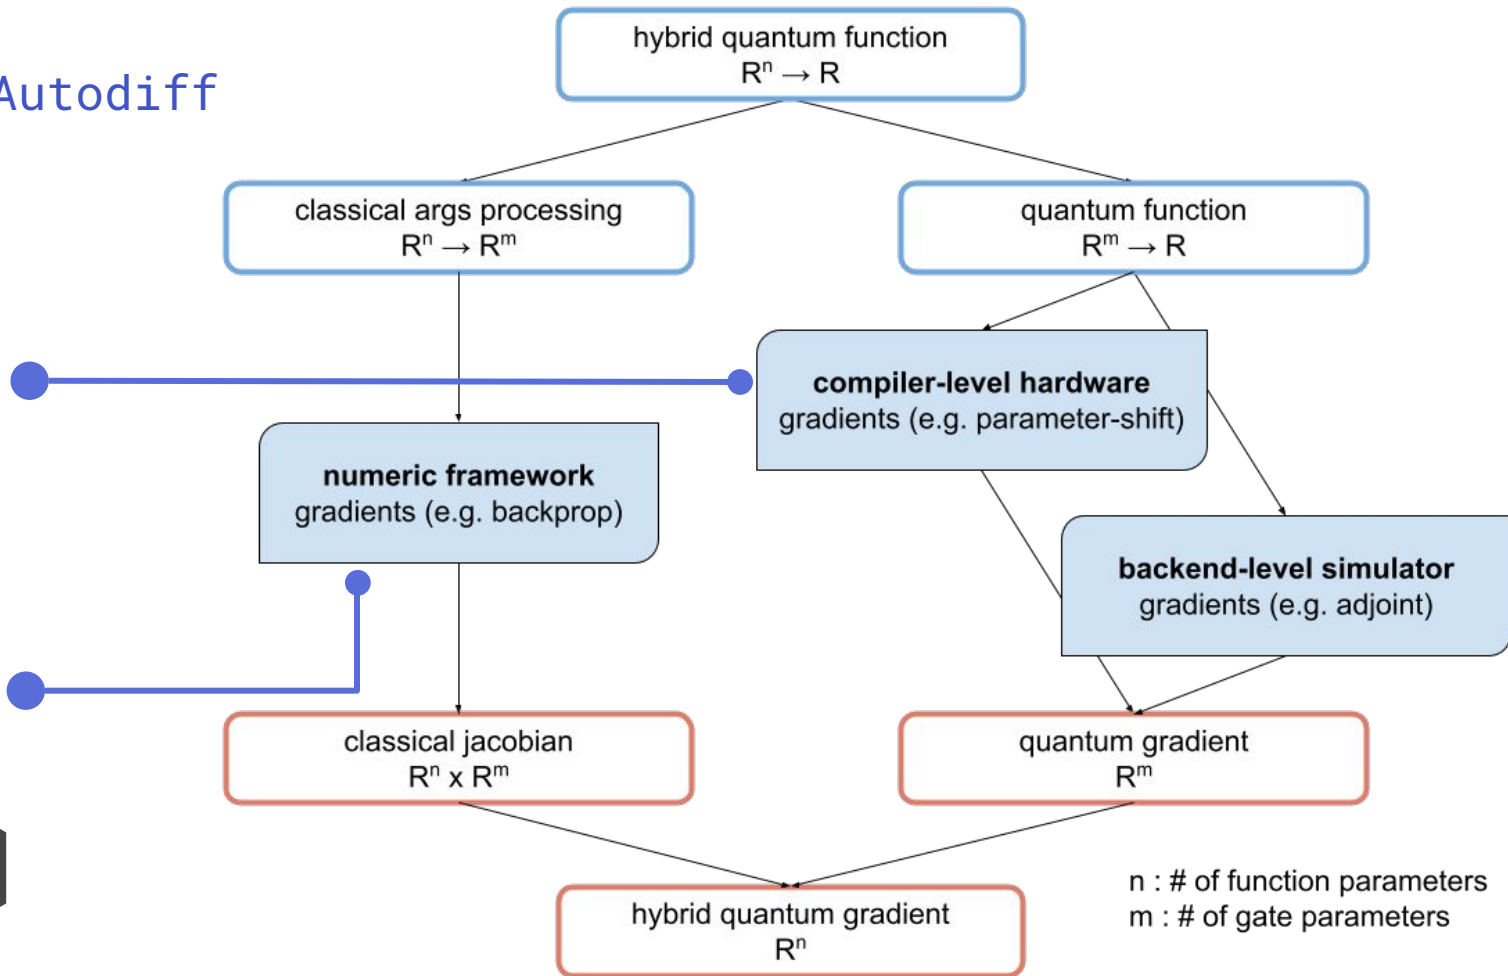 Autodiff
hybrid quantum function
Rⁿ → R
classical args processing
Rⁿ → Rᵐ
quantum function
Rᵐ → R
compiler-level hardware
gradients (e.g. parameter-shift)
numeric framework
gradients (e.g. backprop)
backend-level simulator
gradients (e.g. adjoint)
classical jacobian
Rⁿ x Rᵐ
quantum gradient
Rᵐ
hybrid quantum gradient
Rⁿ
n : # of function parameters
m : # of gate parameters